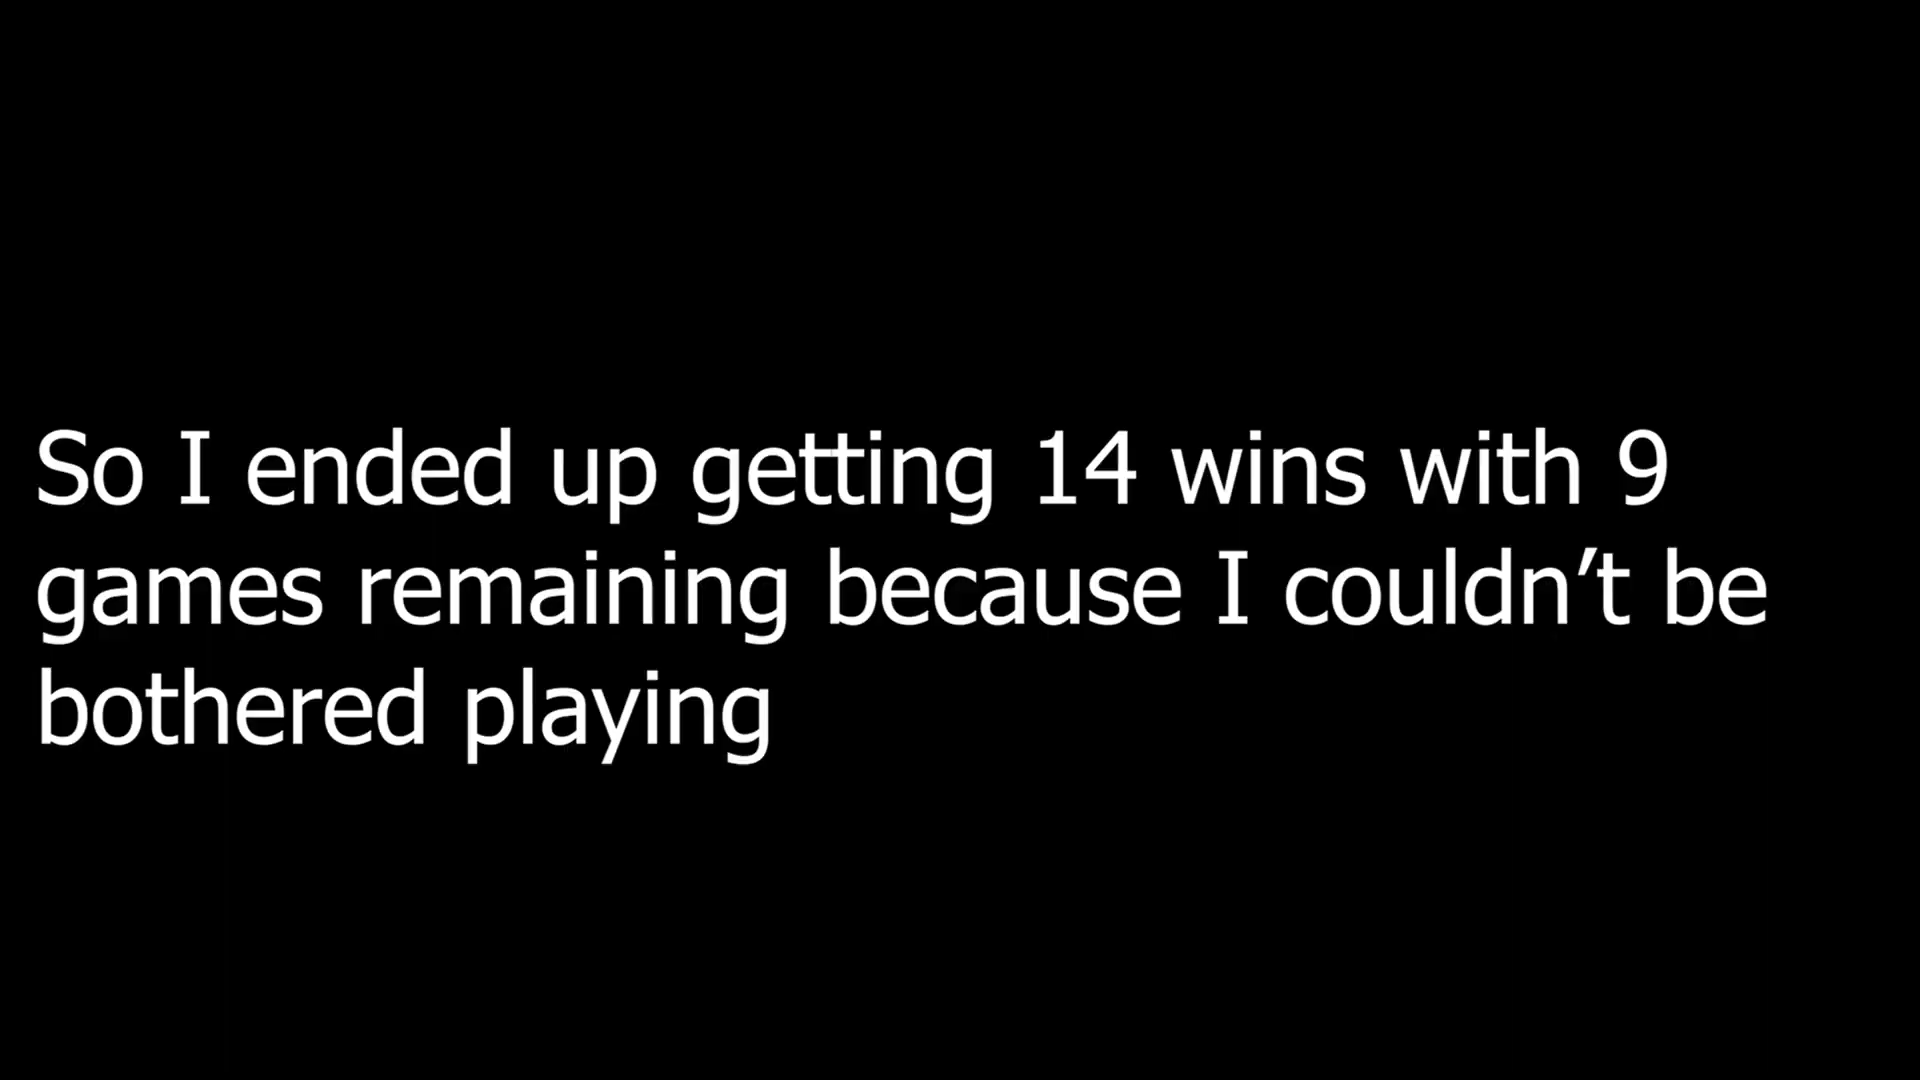 So I ended up getting 14 wins with 9
games remaining because I couldn’t be
bothered playing